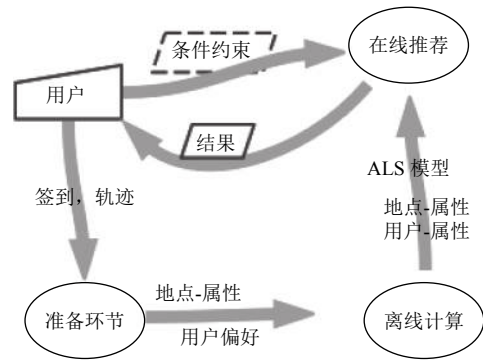 条件约束
在线推荐
用户
结果
ALS 模型
签到，轨迹
地点-属性
用户-属性
地点-属性
准备环节
离线计算
用户偏好